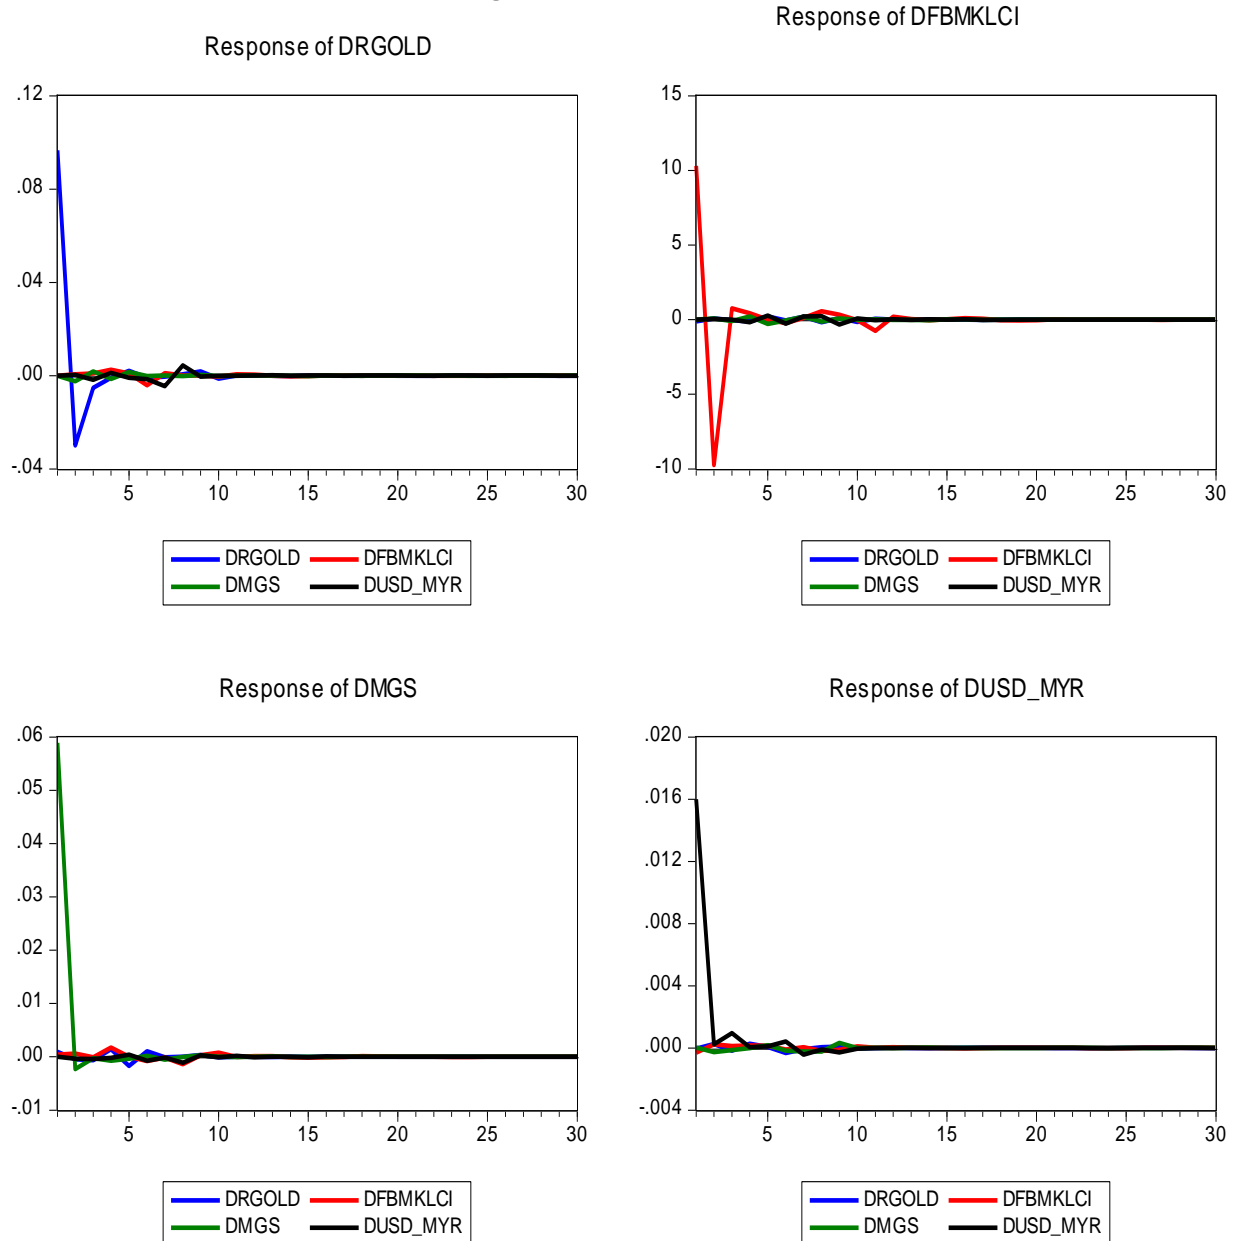 Response of DRGOLD
.12
.08
.04
.00
-.04
5 10 15 20 25 30
DRGOLD DFBMKLCI
DMGS DUSD_MYR
Response of DFBMKLCI
15
10
5
0
-5
-10
5 10 15 20 25 30
DRGOLD DFBMKLCI
DMGS DUSD_MYR
Response of DMGS
.06
.05
.04
.03
.02
.01
.00
-.01
5 10 15 20 25 30
DRGOLD DFBMKLCI
DMGS DUSD_MYR
Response of DUSD_MYR
.020
.016
.012
.008
.004
.000
-.004
5 10 15 20 25 30
DRGOLD DFBMKLCI
DMGS DUSD_MYR